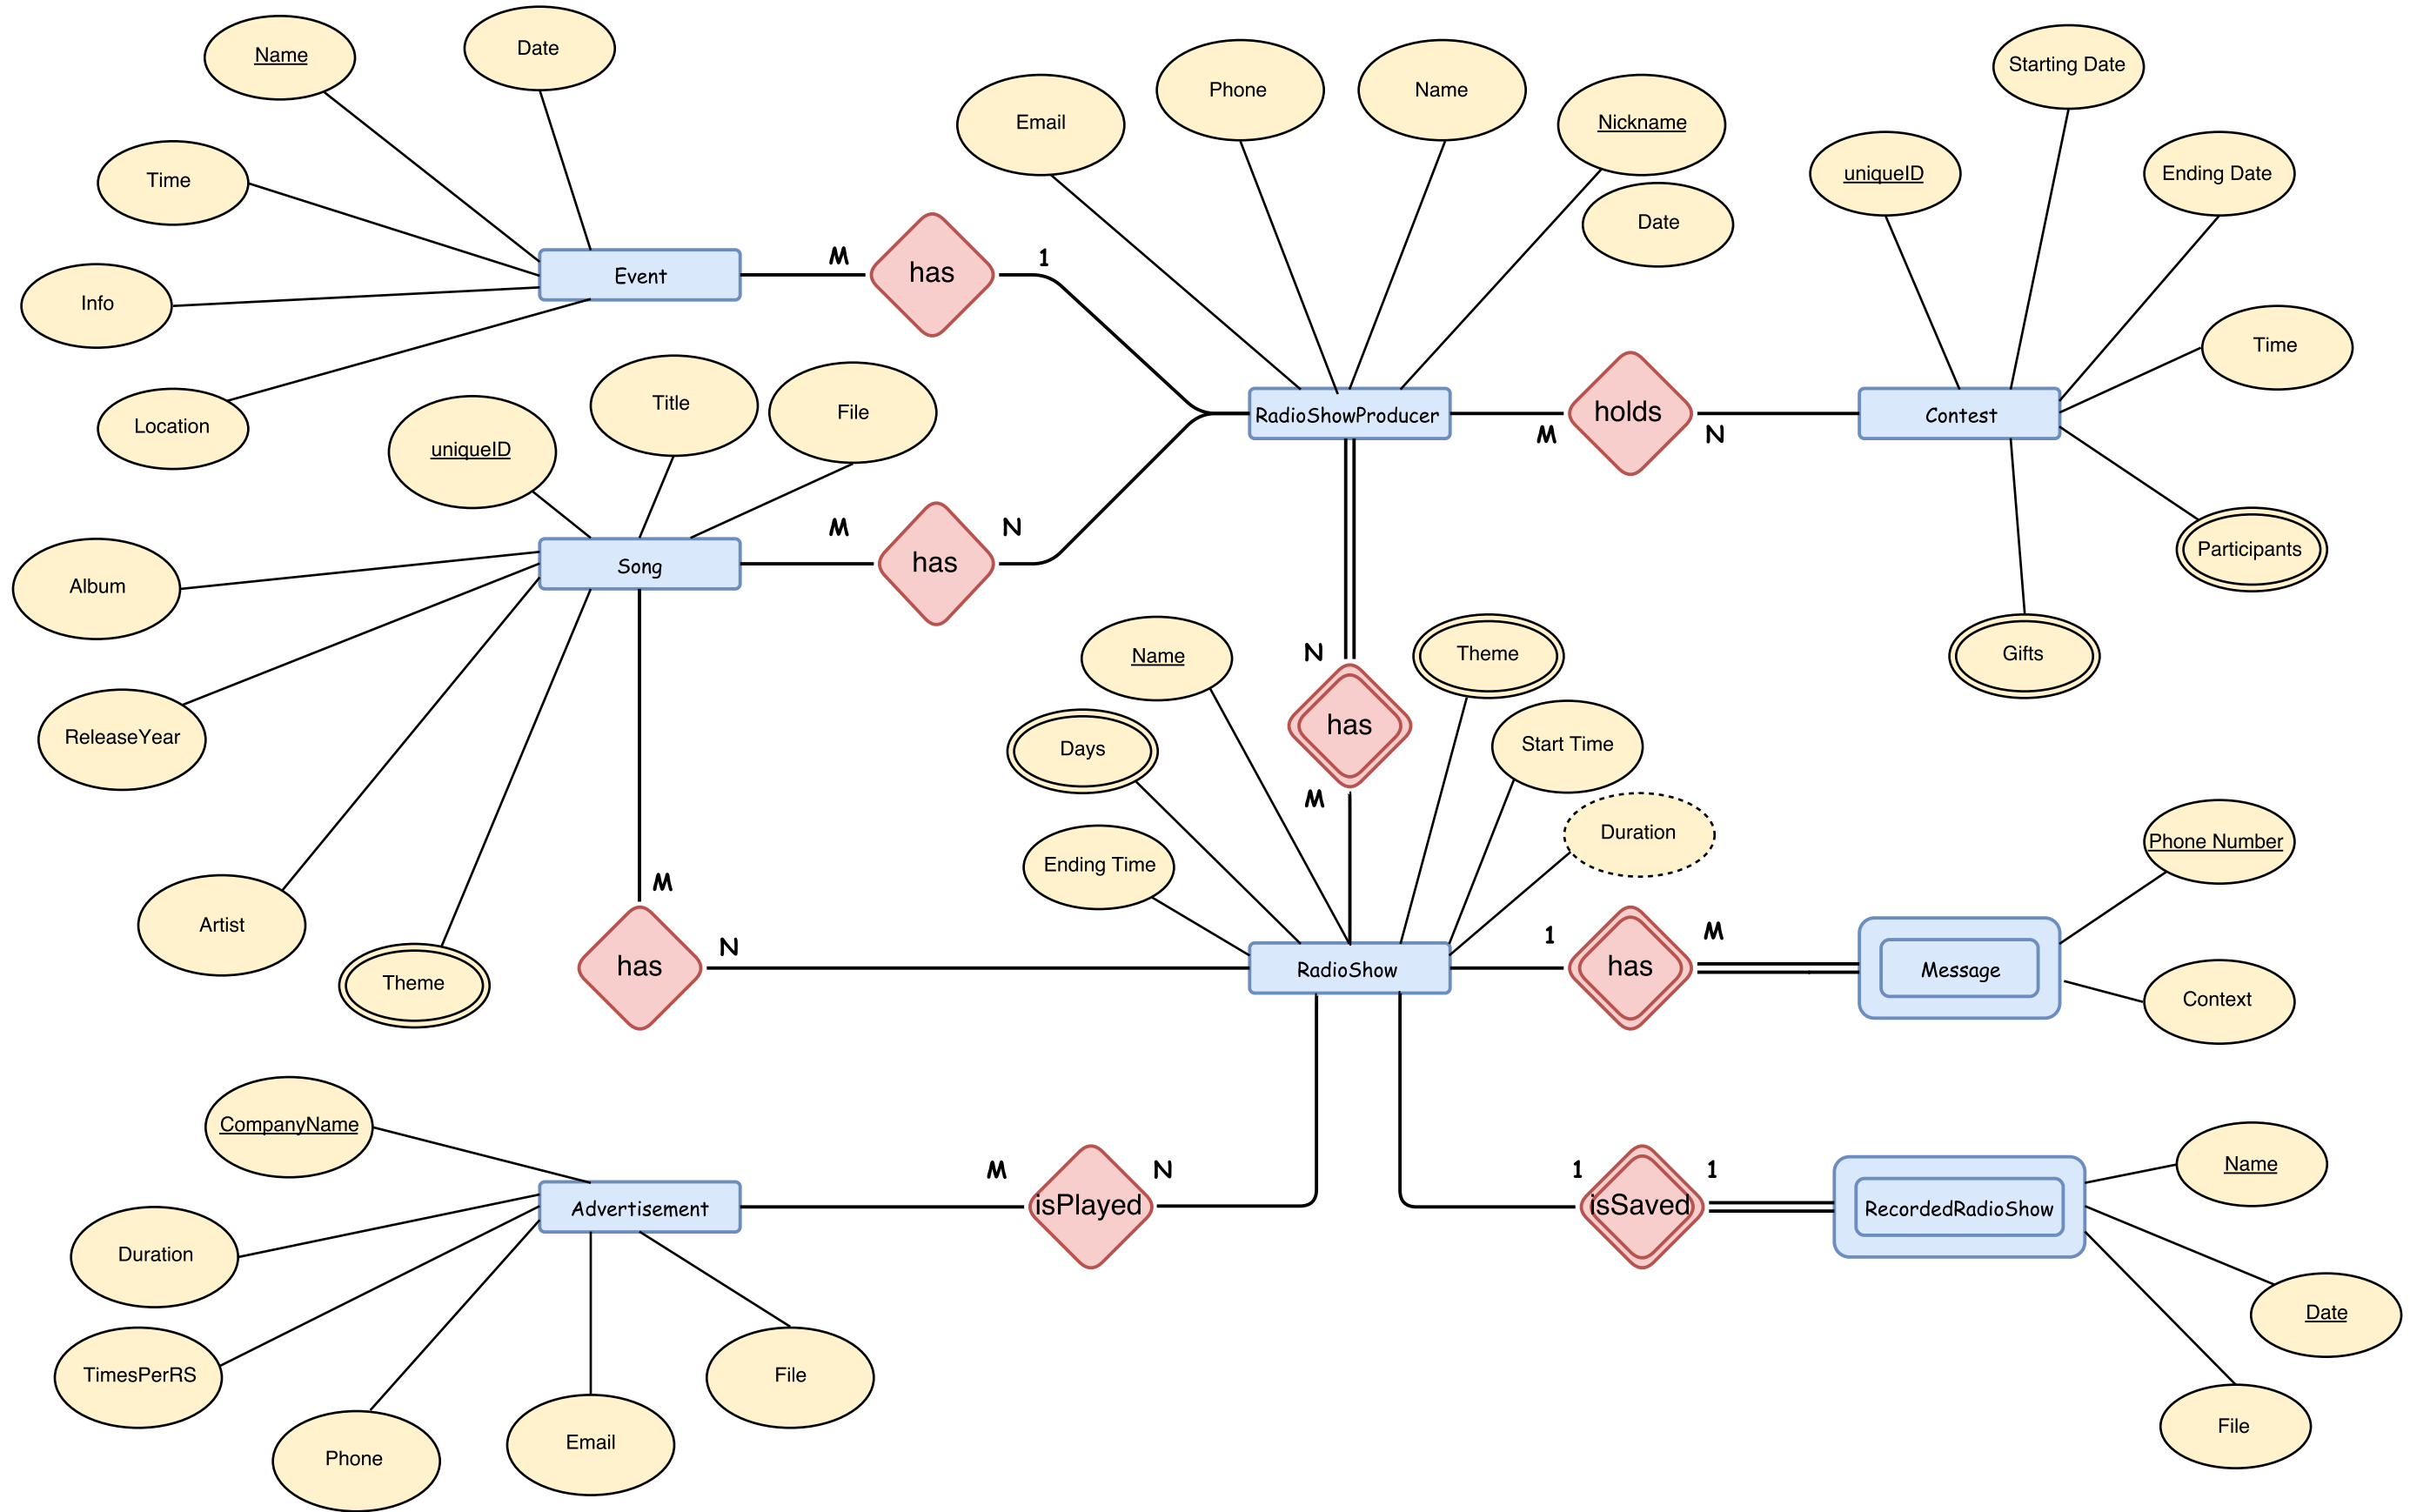 Name
Date
Time
Info
Location
Event
M
has
1
Email
Phone
Name
Nickname
Date
RadioShowProducer
M
holds
N
Contest
uniqueID
Starting Date
Ending Date
Time
Participants
Gifts
uniqueID
Title
File
Album
ReleaseYear
Artist
Theme
Song
M
has
N
M
has
N
N
has
M
Name
Days
Ending Time
Theme
Start Time
Duration
RadioShow
1
has
M
Message
Phone Number
Context
CompanyName
Duration
TimesPerRS
Phone
Email
File
Advertisement
M
isPlayed
N
1
isSaved
1
RecordedRadioShow
Name
Date
File